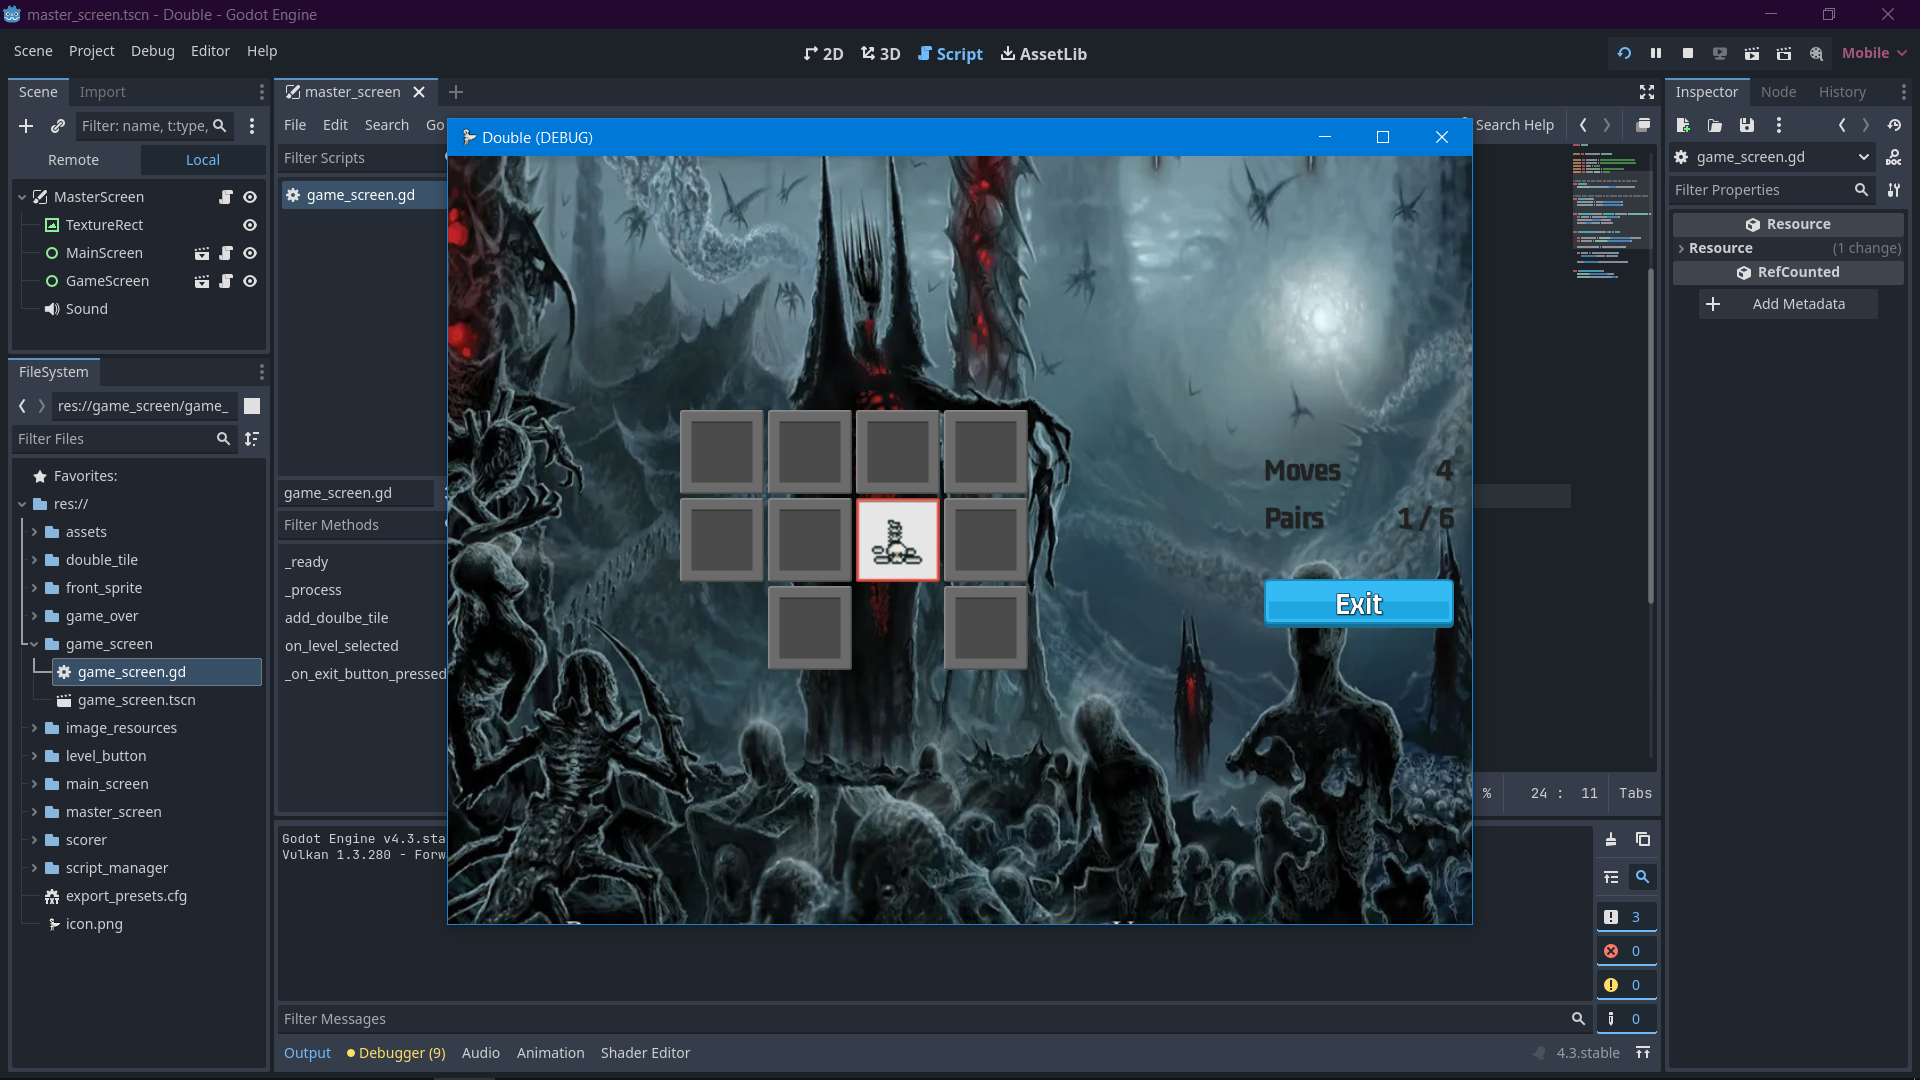 master_screen.tscn - Double - Godot Engine
Scene Project Debug Editor Help
2D 3D Script AssetLib
Mobile
Scene Import
master_screen
Inspector Node History
Filter: name, t:type,
File Edit Search Go
Search Help
Remote Local
Filter Scripts
game_screen.gd
Double (DEBUG)
game_screen.gd
Filter Properties
MasterScreen
TextureRect
MainScreen
GameScreen
Sound
Resource
Resource (1 change)
RefCounted
Add Metadata
FileSystem
res://game_screen/game_
Filter Files
Favorites:
res://
assets
double_tile
front_sprite
game_over
game_screen
game_screen.gd
game_screen.tscn
image_resources
level_button
main_screen
master_screen
scorer
script_manager
export_presets.cfg
icon.png
game_screen.gd
Filter Methods
_ready
_process
add_doulbe_tile
on_level_selected
_on_exit_button_pressed
Moves 4
Pairs 1 / 6
Exit
% 24 : 11 Tabs
Godot Engine v4.3.sta
Vulkan 1.3.280 - Forw
3
0
0
0
Filter Messages
Output Debugger (9) Audio Animation Shader Editor
4.3.stable